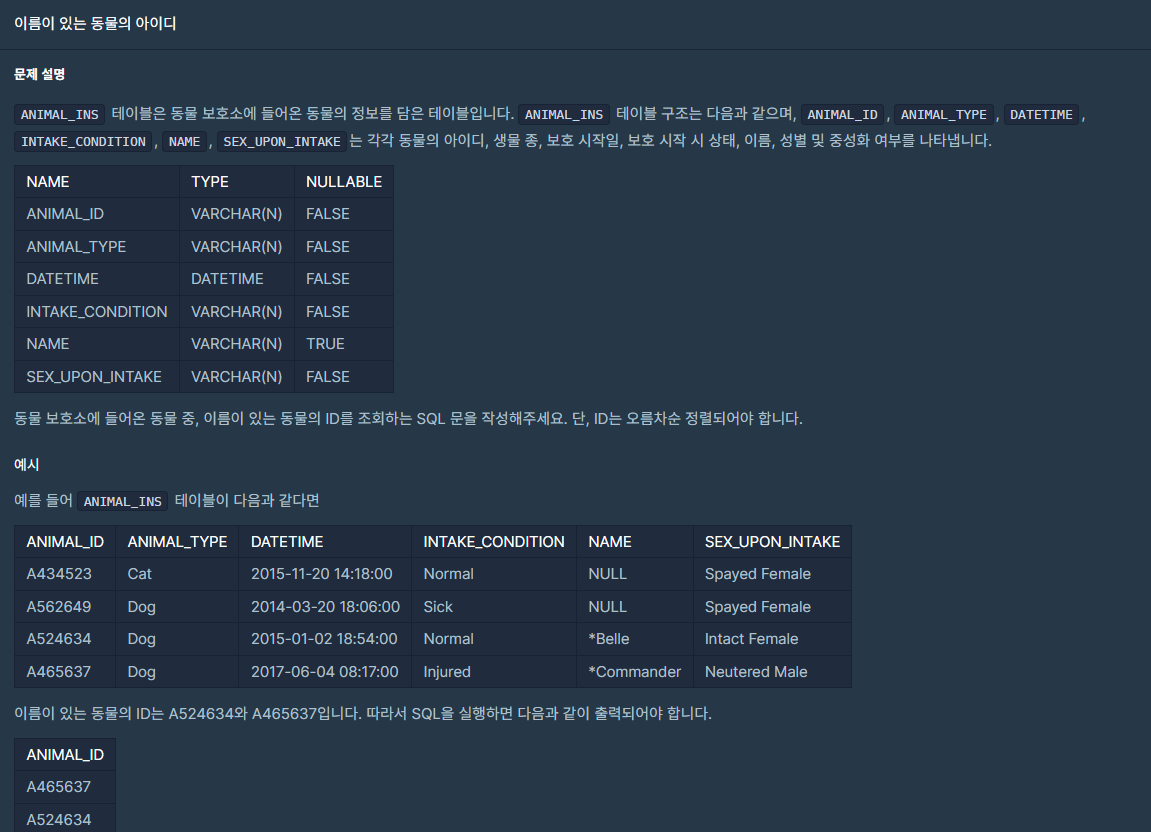 이름이 있는 동물의 아이디
문제 설명
ANIMAL_INS 테이블은 동물 보호소에 들어온 동물의 정보를 담은 테이블입니다. ANIMAL_INS 테이블 구조는 다음과 같으며, ANIMAL_ID, ANIMAL_TYPE, DATETIME,
INTAKE_CONDITION, NAME, SEX_UPON_INTAKE는 각각 동물의 아이디, 생물 종, 보호 시작일, 보호 시작 시 상태, 이름, 성별 및 중성화 여부를 나타냅니다.
NAME TYPE NULLABLE
ANIMAL_ID VARCHAR(N) FALSE
ANIMAL_TYPE VARCHAR(N) FALSE
DATETIME DATETIME FALSE
INTAKE_CONDITION VARCHAR(N) FALSE
NAME VARCHAR(N) TRUE
SEX_UPON_INTAKE VARCHAR(N) FALSE
동물 보호소에 들어온 동물 중, 이름이 있는 동물의 ID를 조회하는 SQL 문을 작성해주세요. 단, ID는 오름차순 정렬되어야 합니다.
예시
예를 들어 ANIMAL_INS 테이블이 다음과 같다면
ANIMAL_ID ANIMAL_TYPE DATETIME INTAKE_CONDITION NAME SEX_UPON_INTAKE
A434523 Cat 2015-11-20 14:18:00 Normal NULL Spayed Female
A562649 Dog 2014-03-20 18:06:00 Sick NULL Spayed Female
A524634 Dog 2015-01-02 18:54:00 Normal *Belle Intact Female
A465637 Dog 2017-06-04 08:17:00 Injured *Commander Neutered Male
이름이 있는 동물의 ID는 A524634와 A465637입니다. 따라서 SQL을 실행하면 다음과 같이 출력되어야 합니다.
ANIMAL_ID
A465637
A524634